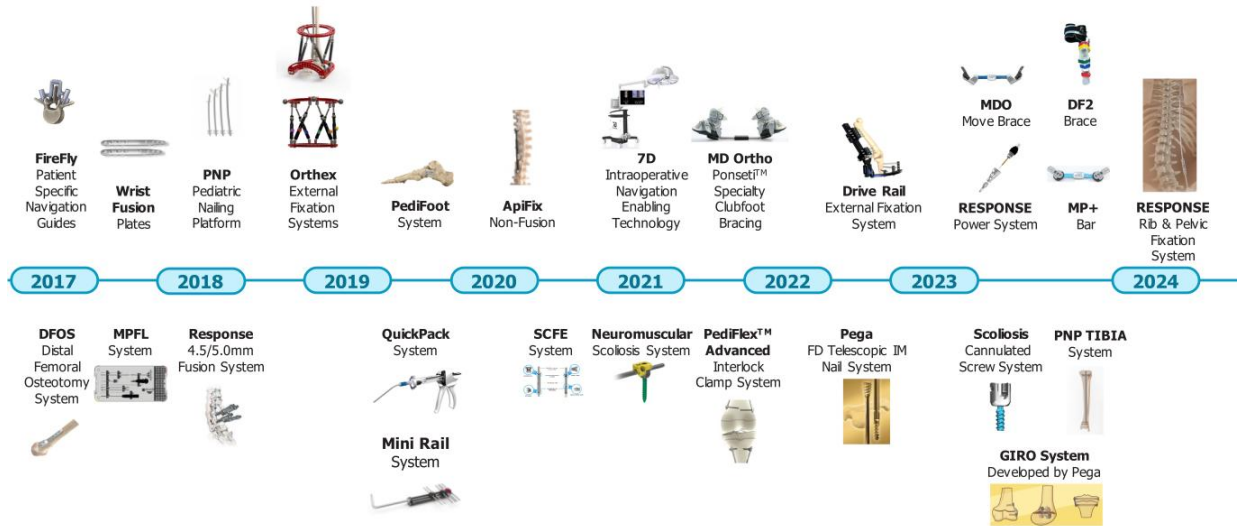 FireFly
Patient
Specific
Navigation
Guides
Wrist
Fusion
Plates
PNP
Pediatric
Nailing
Platform
Orthex
External
Fixation
Systems
PediFoot
System
ApiFix
Non-Fusion
7D
Intraoperative
Navigation
Enabling
Technology
MD Ortho
Ponseti™
Specialty
Clubfoot
Bracing
Drive Rail
External Fixation
System
MDO
Move Brace
RESPONSE
Power System
DF2
Brace
MP+
Bar
RESPONSE
Rib & Pelvic
Fixation
System
2017
2018
2019
2020
2021
2022
2023
2024
DFOS
Distal
Femoral
Osteotomy
System
MPFL
System
Response
4.5/5.0mm
Fusion System
QuickPack
System
Mini Rail
System
SCFE
System
Neuromuscular
Scoliosis System
PediFlex™
Advanced
Interlock
Clamp System
Pega
FD Telescopic IM
Nail System
Scoliosis
Cannulated
Screw System
PNP TIBIA
System
GIRO System
Developed by Pega